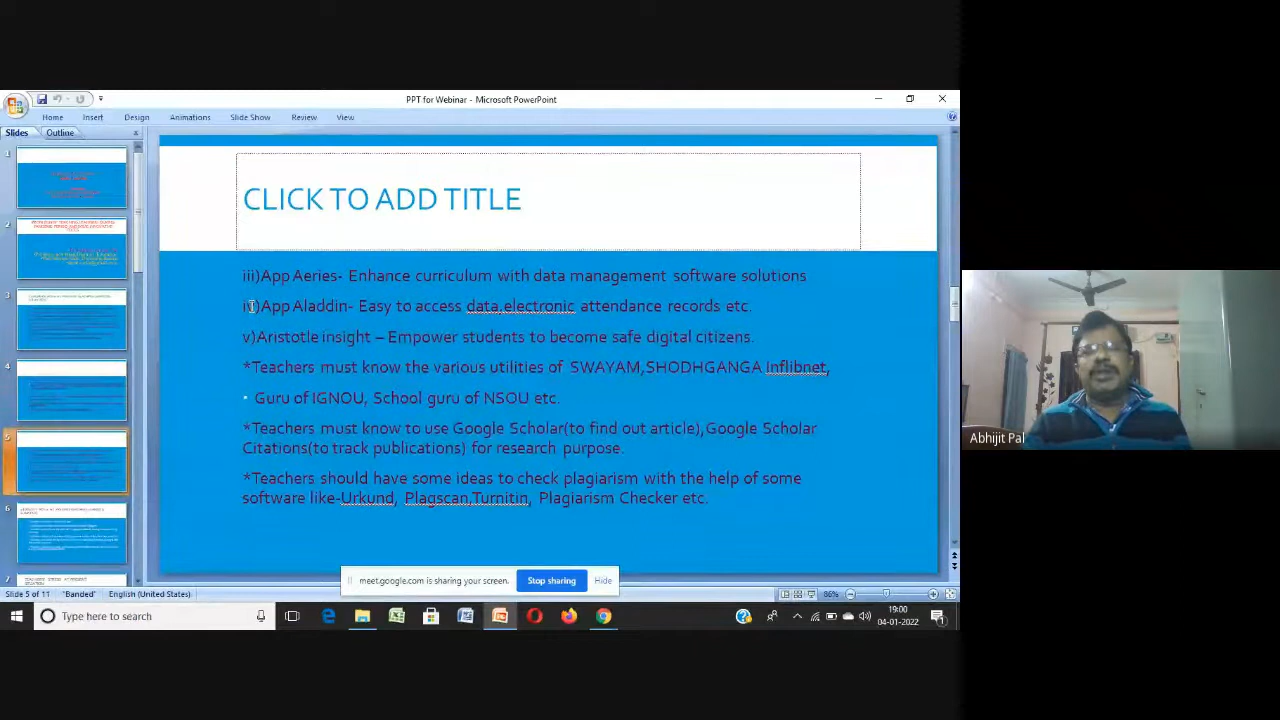 PPT for Webinar - Microsoft PowerPoint
Home Insert Design Animations Slide Show Review View
Slides Outline
CLICK TO ADD TITLE
iii)App Aeries- Enhance curriculum with data management software solutions
iv)App Aladdin- Easy to access data,electronic attendance records etc.
v)Aristotle insight – Empower students to become safe digital citizens.
*Teachers must know the various utilities of SWAYAM,SHODHGANGA Inflibnet,
Guru of IGNOU, School guru of NSOU etc.
*Teachers must know to use Google Scholar(to find out article),Google Scholar
Citations(to track publications) for research purpose.
*Teachers should have some ideas to check plagiarism with the help of some
software like-Urkund, Plagscan,Turnitin, Plagiarism Checker etc.
1
2
3
4
5
6
7
Abhijit Pal
meet.google.com is sharing your screen. Stop sharing Hide
Slide 5 of 11 "Banded" English (United States) 86%
Type here to search
19:00
04-01-2022